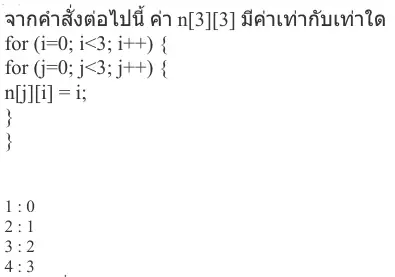 จากคำสั่งต่อไปนี้ ค่า n[3][3] มีค่าเท่ากับเท่าใด
for (i=0; i<3; i++) {
for (j=0; j<3; j++) {
n[j][i] = i;
}
}
1 : 0
2 : 1
3 : 2
4 : 3